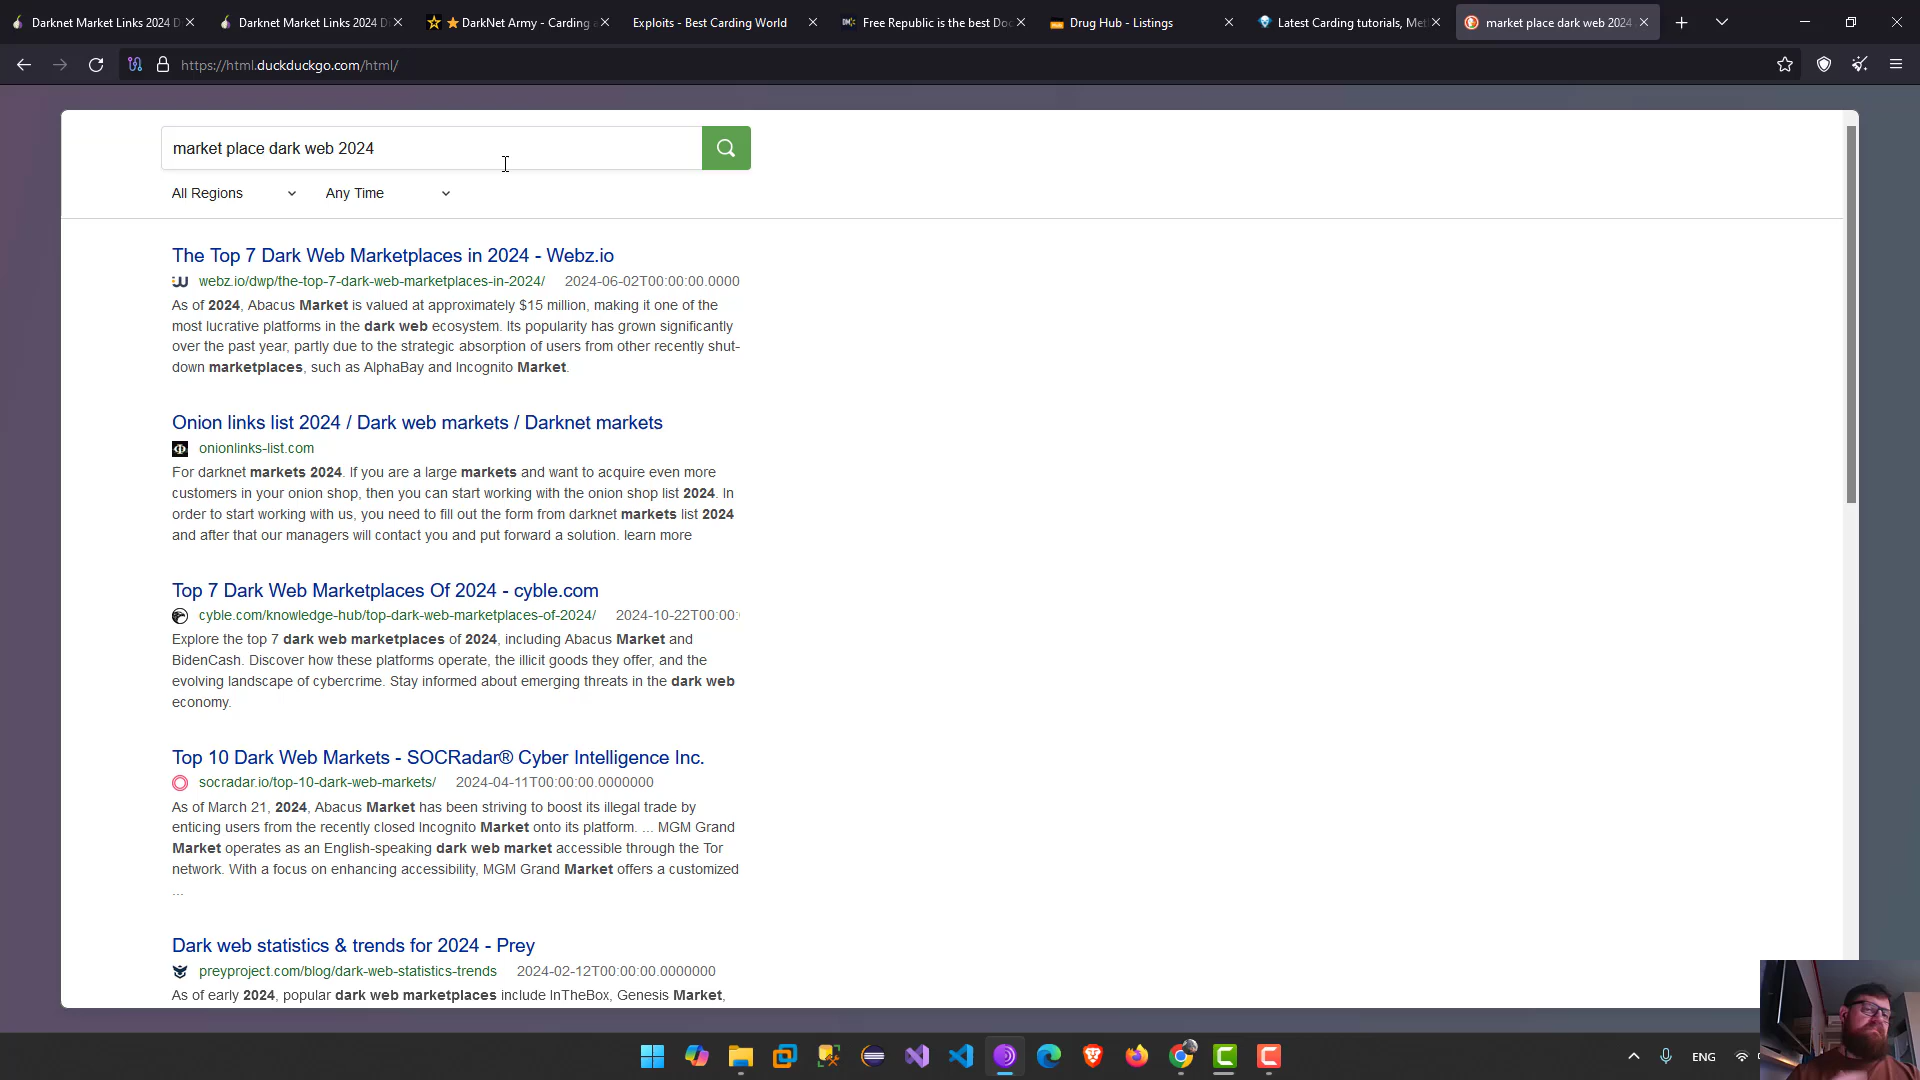 Darknet Market Links 2024 D
Darknet Market Links 2024 D
⭐ DarkNet Army - Carding
Exploits - Best Carding World
Free Republic is the best Do
Drug Hub - Listings
Latest Carding tutorials, Me
market place dark web 2024
https://html.duckduckgo.com/html/
market place dark web 2024
All Regions
Any Time
The Top 7 Dark Web Marketplaces in 2024 - Webz.io
webz.io/dwp/the-top-7-dark-web-marketplaces-in-2024/ 2024-06-02T00:00:00.0000
As of 2024, Abacus Market is valued at approximately $15 million, making it one of the
most lucrative platforms in the dark web ecosystem. Its popularity has grown significantly
over the past year, partly due to the strategic absorption of users from other recently shut-
down marketplaces, such as AlphaBay and Incognito Market.
Onion links list 2024 / Dark web markets / Darknet markets
onionlinks-list.com
For darknet markets 2024. If you are a large markets and want to acquire even more
customers in your onion shop, then you can start working with the onion shop list 2024. In
order to start working with us, you need to fill out the form from darknet markets list 2024
and after that our managers will contact you and put forward a solution. learn more
Top 7 Dark Web Marketplaces Of 2024 - cyble.com
cyble.com/knowledge-hub/top-dark-web-marketplaces-of-2024/ 2024-10-22T00:00:
Explore the top 7 dark web marketplaces of 2024, including Abacus Market and
BidenCash. Discover how these platforms operate, the illicit goods they offer, and the
evolving landscape of cybercrime. Stay informed about emerging threats in the dark web
economy.
Top 10 Dark Web Markets - SOCRadar® Cyber Intelligence Inc.
socradar.io/top-10-dark-web-markets/ 2024-04-11T00:00:00.0000000
As of March 21, 2024, Abacus Market has been striving to boost its illegal trade by
enticing users from the recently closed Incognito Market onto its platform. ... MGM Grand
Market operates as an English-speaking dark web market accessible through the Tor
network. With a focus on enhancing accessibility, MGM Grand Market offers a customized
...
Dark web statistics & trends for 2024 - Prey
preyproject.com/blog/dark-web-statistics-trends 2024-02-12T00:00:00.0000000
As of early 2024, popular dark web marketplaces include InTheBox, Genesis Market,
ENG